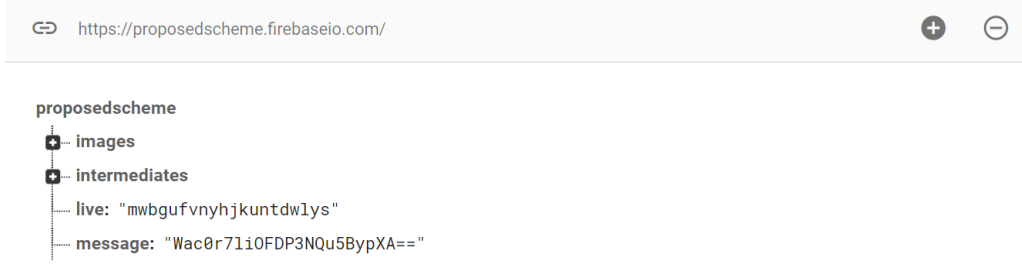 https://proposedscheme.firebaseio.com/
proposedscheme
images
intermediates
live: "mwbgufvnyhjkuntdwlys"
message: "Wac0r7liOFDP3NQu5BypXA=="